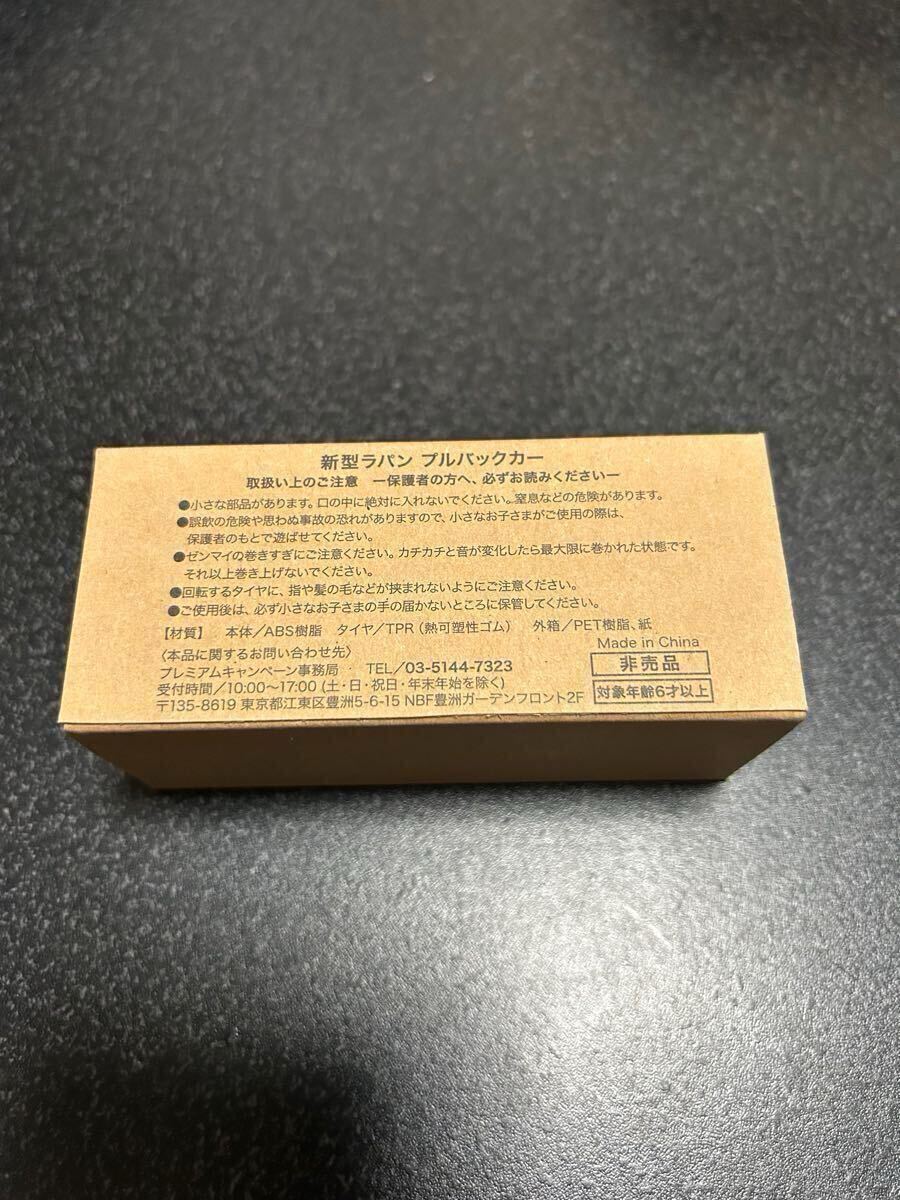 新型ラパン プルバックカー
取扱い上のご注意 ー保護者の方へ、必ずお読みくださいー
●小さな部品があります。口の中に絶対に入れないでください。窒息などの危険があります。
●誤飲の危険や思わぬ事故の恐れがありますので、小さなお子さまがご使用の際は、
保護者のもとで遊ばせてください。
●ゼンマイの巻きすぎにご注意ください。カチカチと音が変化したら最大限に巻かれた状態です。
それ以上巻き上げないでください。
●回転するタイヤに、指や髪の毛などが挟まれないようにご注意ください。
●ご使用後は、必ず小さなお子さまの手の届かないところに保管してください。
【材質】 本体/ABS樹脂 タイヤ/TPR(熱可塑性ゴム) 外箱/PET樹脂、紙
Made in China
〈本品に関するお問い合わせ先〉
非売品
プレミアムキャンペーン事務局 TEL/03-5144-7323
受付時間/10:00〜17:00(土・日・祝日・年末年始を除く)
対象年齢6才以上
〒135-8619 東京都江東区豊洲5-6-15 NBF豊洲ガーデンフロント2F